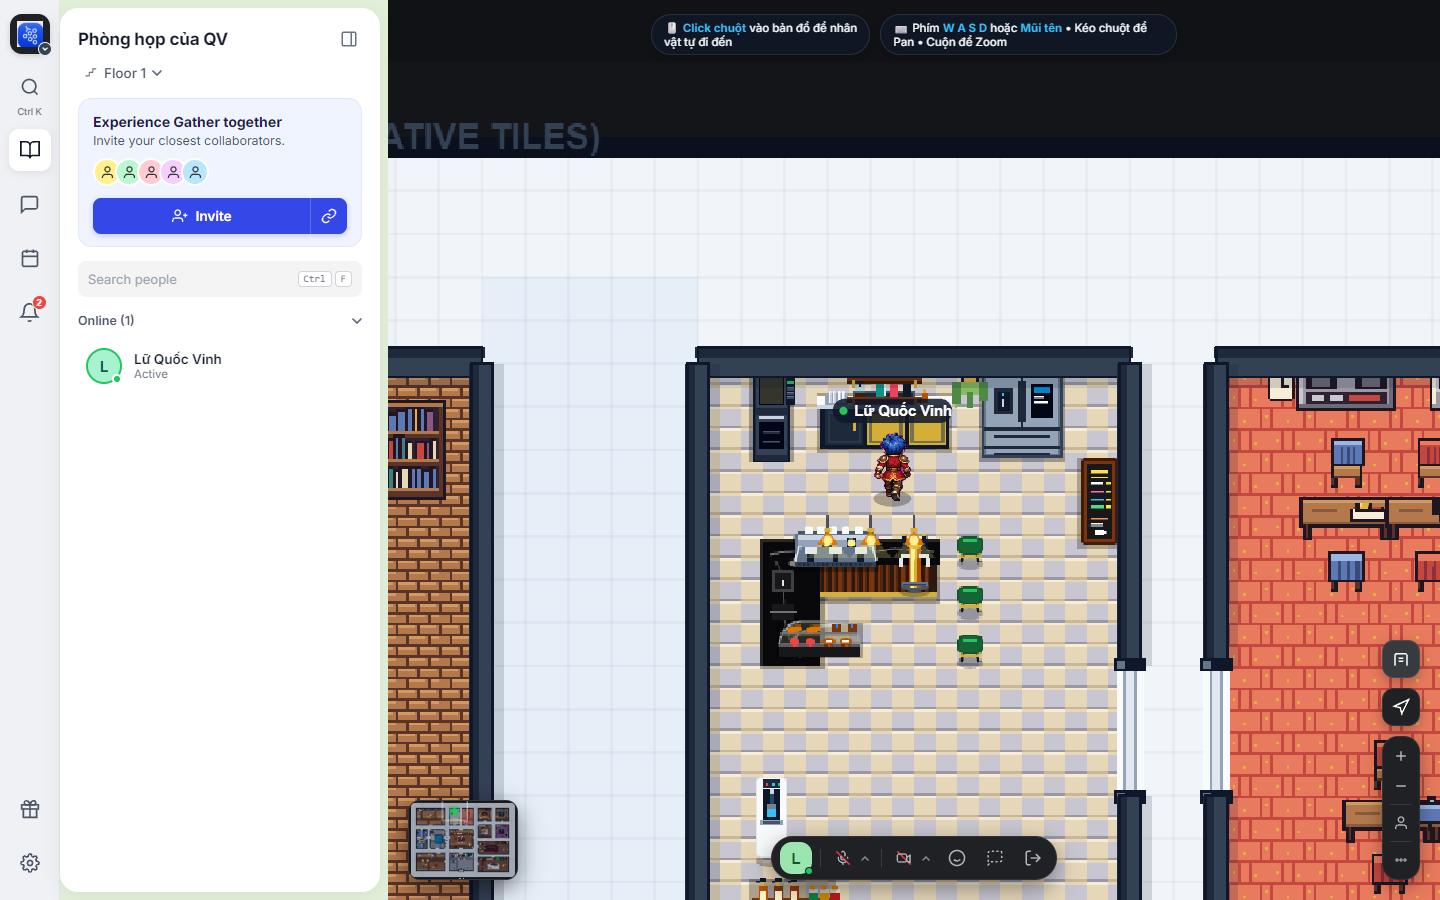 Ctrl K
2
Phòng họp của QV
Floor 1
Experience Gather together
Invite your closest collaborators.
Invite
Search people
Ctrl F
Online (1)
L
Lữ Quốc Vinh
Active
Click chuột vào bản đồ để nhân
vật tự đi đến
Phím W A S D hoặc Mũi tên • Kéo chuột để
Pan • Cuộn để Zoom
ATIVE TILES)
Lữ Quốc Vinh
L